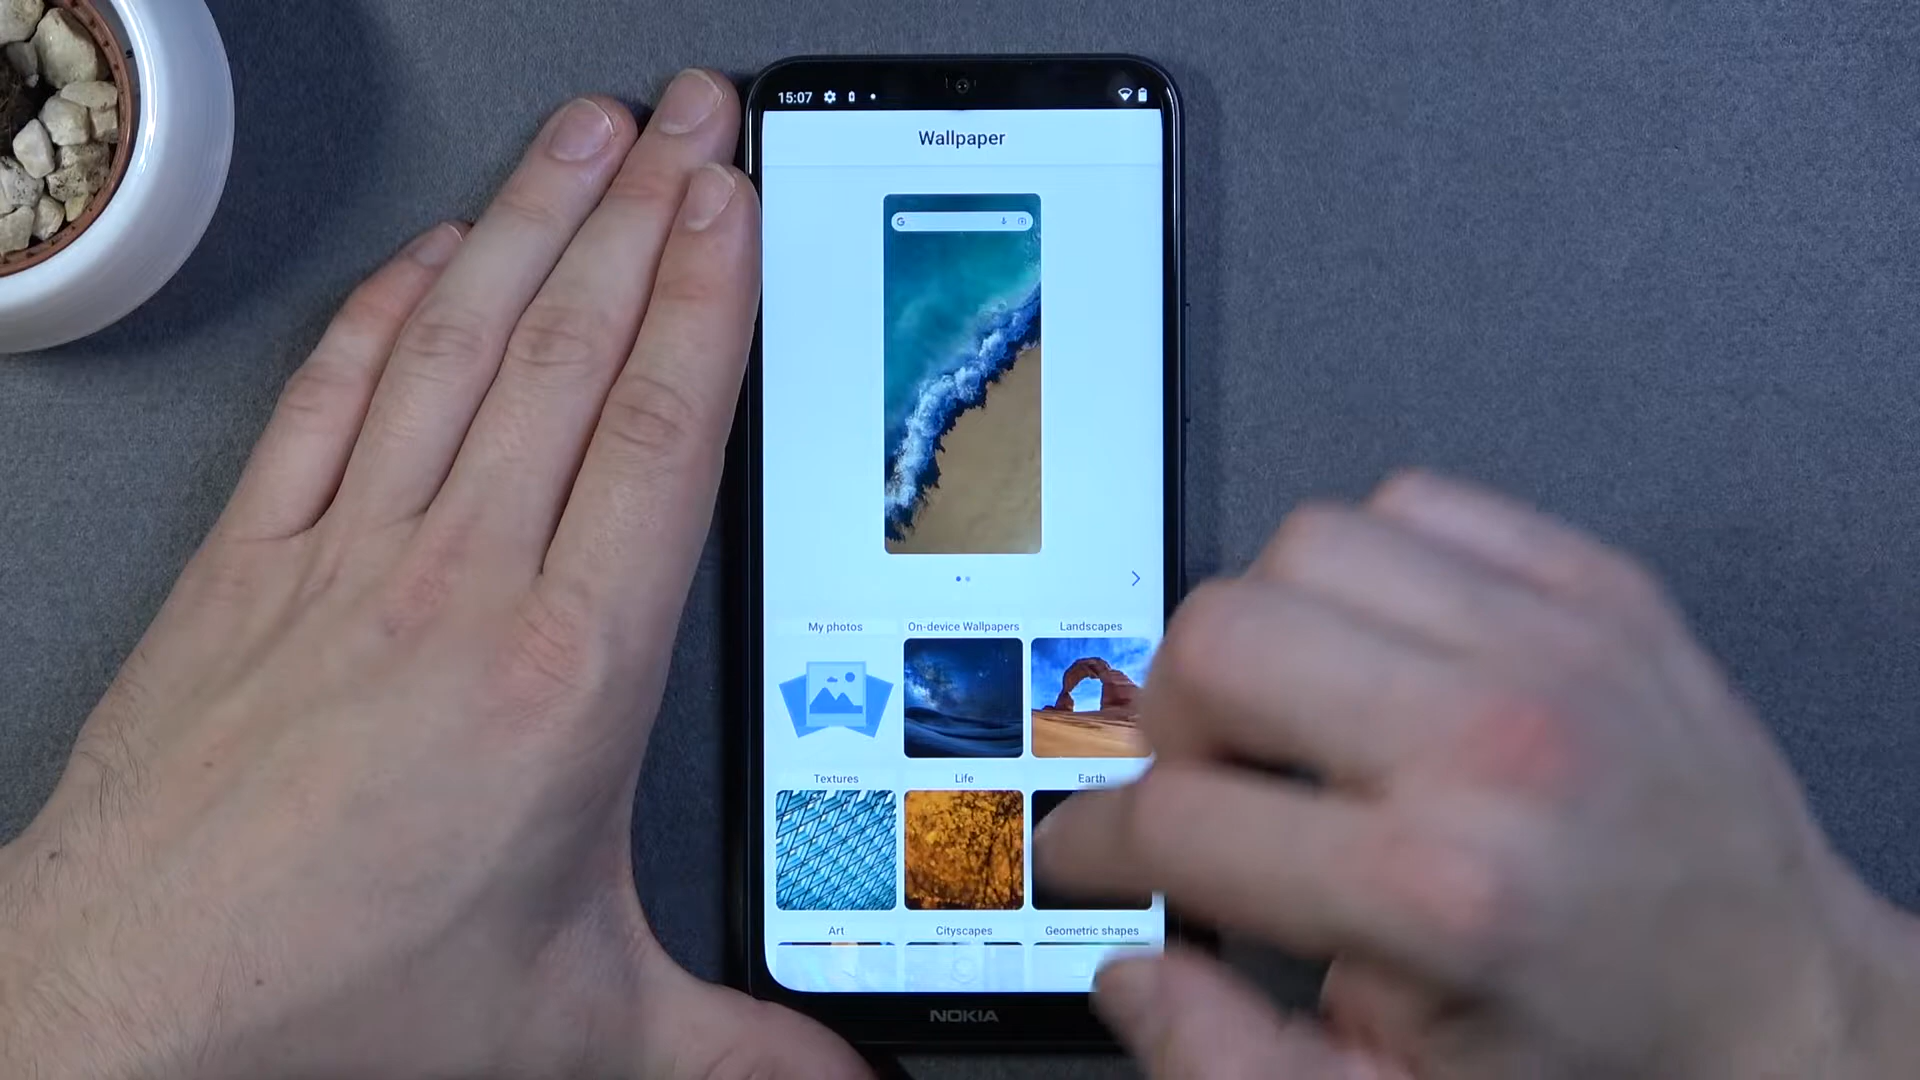 15:07
Wallpaper
G
My photos On-device Wallpapers Landscapes
Textures Life Earth
Art Cityscapes Geometric shapes
NOKIA